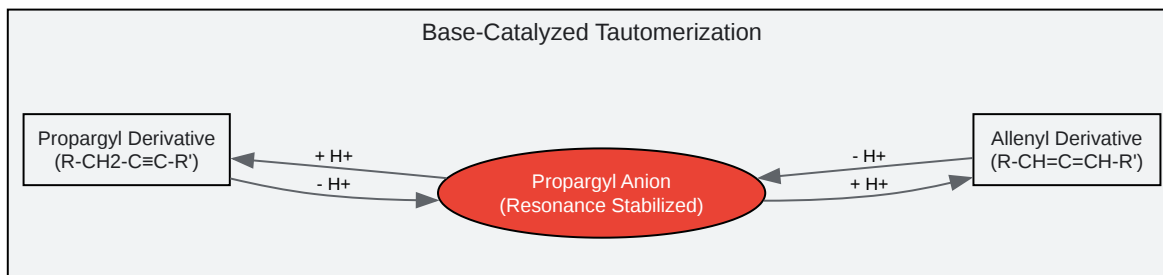 Base-Catalyzed Tautomerization
Propargyl Derivative
(R-CH2-C≡C-R')
+ H+
- H+
Propargyl Anion
(Resonance Stabilized)
- H+
+ H+
Allenyl Derivative
(R-CH=C=CH-R')